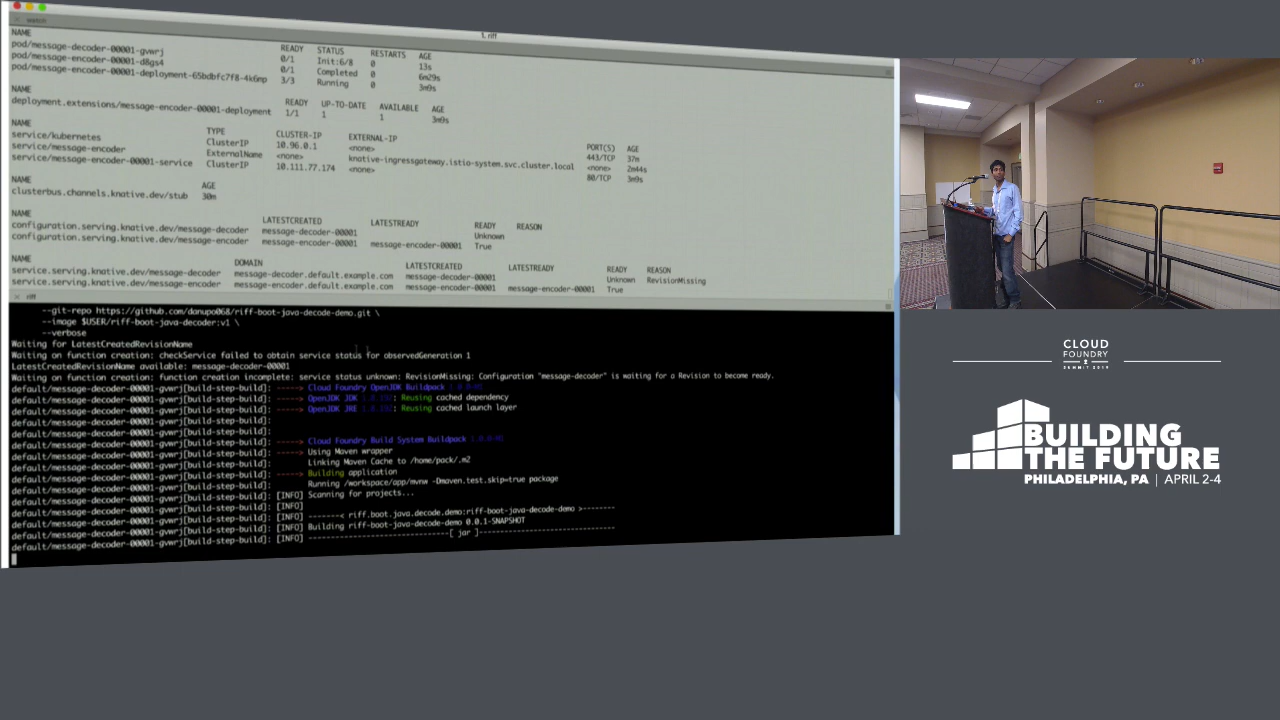 watch
1. riff
NAME READY STATUS RESTARTS AGE
pod/message-decoder-00001-gvwrj 0/1 Init:6/8 0 13s
pod/message-encoder-00001-d8gs4 0/1 Completed 0 6m29s
pod/message-encoder-00001-deployment-65bdbfc7f8-4k6mp 3/3 Running 0 3m9s
NAME READY UP-TO-DATE AVAILABLE AGE
deployment.extensions/message-encoder-00001-deployment 1/1 1 1 3m9s
NAME TYPE CLUSTER-IP EXTERNAL-IP PORT(S) AGE
service/kubernetes ClusterIP 10.96.0.1 <none> 443/TCP 37m
service/message-encoder ExternalName <none> knative-ingressgateway.istio-system.svc.cluster.local <none> 2m44s
service/message-encoder-00001-service ClusterIP 10.111.77.174 <none> 80/TCP 3m9s
NAME AGE
clusterbus.channels.knative.dev/stub 30m
NAME LATESTCREATED LATESTREADY READY REASON
configuration.serving.knative.dev/message-decoder message-decoder-00001 Unknown
configuration.serving.knative.dev/message-encoder message-encoder-00001 message-encoder-00001 True
NAME DOMAIN LATESTCREATED LATESTREADY READY REASON
service.serving.knative.dev/message-decoder message-decoder.default.example.com message-decoder-00001 Unknown RevisionMissing
service.serving.knative.dev/message-encoder message-encoder.default.example.com message-encoder-00001 message-encoder-00001 True
riff
--git-repo https://github.com/danupo068/riff-boot-java-decode-demo.git \
--image $USER/riff-boot-java-decoder:v1 \
--verbose
Waiting for LatestCreatedRevisionName
Waiting on function creation: checkService failed to obtain service status for observedGeneration 1
LatestCreatedRevisionName available: message-decoder-00001
Waiting on function creation: function creation incomplete: service status unknown: RevisionMissing: Configuration "message-decoder" is waiting for a Revision to become ready.
default/message-decoder-00001-gvwrj[build-step-build]: -----> Cloud Foundry OpenJDK Buildpack
default/message-decoder-00001-gvwrj[build-step-build]: -----> OpenJDK JDK : Reusing cached dependency
default/message-decoder-00001-gvwrj[build-step-build]: -----> OpenJDK JRE : Reusing cached launch layer
default/message-decoder-00001-gvwrj[build-step-build]:
default/message-decoder-00001-gvwrj[build-step-build]:
default/message-decoder-00001-gvwrj[build-step-build]: -----> Cloud Foundry Build System Buildpack
default/message-decoder-00001-gvwrj[build-step-build]: -----> Using Maven wrapper
default/message-decoder-00001-gvwrj[build-step-build]: Linking Maven Cache to /home/pack/.m2
default/message-decoder-00001-gvwrj[build-step-build]: -----> Building application
default/message-decoder-00001-gvwrj[build-step-build]: Running /workspace/app/mvnw -Dmaven.test.skip=true package
default/message-decoder-00001-gvwrj[build-step-build]: [INFO] Scanning for projects...
default/message-decoder-00001-gvwrj[build-step-build]: [INFO]
default/message-decoder-00001-gvwrj[build-step-build]: [INFO] -------< riff.boot.java.decode.demo:riff-boot-java-decode-demo >-------
default/message-decoder-00001-gvwrj[build-step-build]: [INFO] Building riff-boot-java-decode-demo 0.0.1-SNAPSHOT
default/message-decoder-00001-gvwrj[build-step-build]: [INFO] --------------------------------[ jar ]---------------------------------
CLOUD
FOUNDRY
SUMMIT 2019
BUILDING
THE FUTURE
PHILADELPHIA, PA | APRIL 2-4